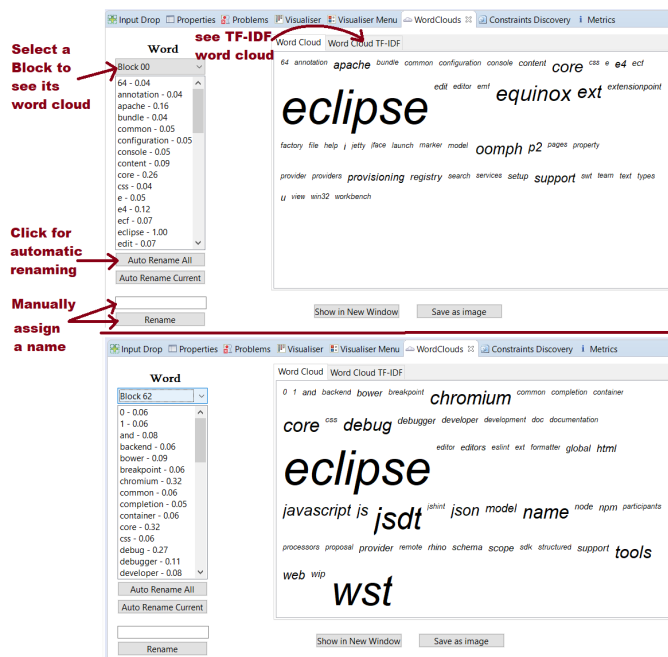 Input Drop Properties Problems Visualiser Visualiser Menu WordClouds Constraints Discovery Metrics
Select a
Block to
see its
word cloud
Word
Block 00
64 - 0.04
annotation - 0.04
apache - 0.16
bundle - 0.04
common - 0.05
configuration - 0.05
console - 0.05
content - 0.09
core - 0.26
css - 0.04
e - 0.05
e4 - 0.12
ecf - 0.07
eclipse - 1.00
edit - 0.07
Click for
automatic
renaming
Auto Rename All
Auto Rename Current
Manually
assign
a name
Rename
see TF-IDF
word cloud
Word Cloud Word Cloud TF-IDF
64 annotation apache bundle common configuration console content core css e e4 ecf
eclipse edit editor emf equinox ext extensionpoint
factory file help i jetty jface launch marker model oomph p2 pages property
provider providers provisioning registry search services setup support swt team text types
u view win32 workbench
Show in New Window Save as image
Input Drop Properties Problems Visualiser Visualiser Menu WordClouds Constraints Discovery Metrics
Word
Block 62
0 - 0.06
1 - 0.06
and - 0.08
backend - 0.06
bower - 0.09
breakpoint - 0.06
chromium - 0.32
common - 0.06
completion - 0.05
container - 0.06
core - 0.32
css - 0.06
debug - 0.27
debugger - 0.11
developer - 0.08
Auto Rename All
Auto Rename Current
Rename
Word Cloud Word Cloud TF-IDF
0 1 and backend bower breakpoint chromium common completion container
core css debug debugger developer development doc documentation
eclipse editor editors eslint ext formatter global html
javascript js jsdt jshint json model name node npm participants
processors proposal provider remote rhino schema scope sdk structured support tools
web wip wst
Show in New Window Save as image